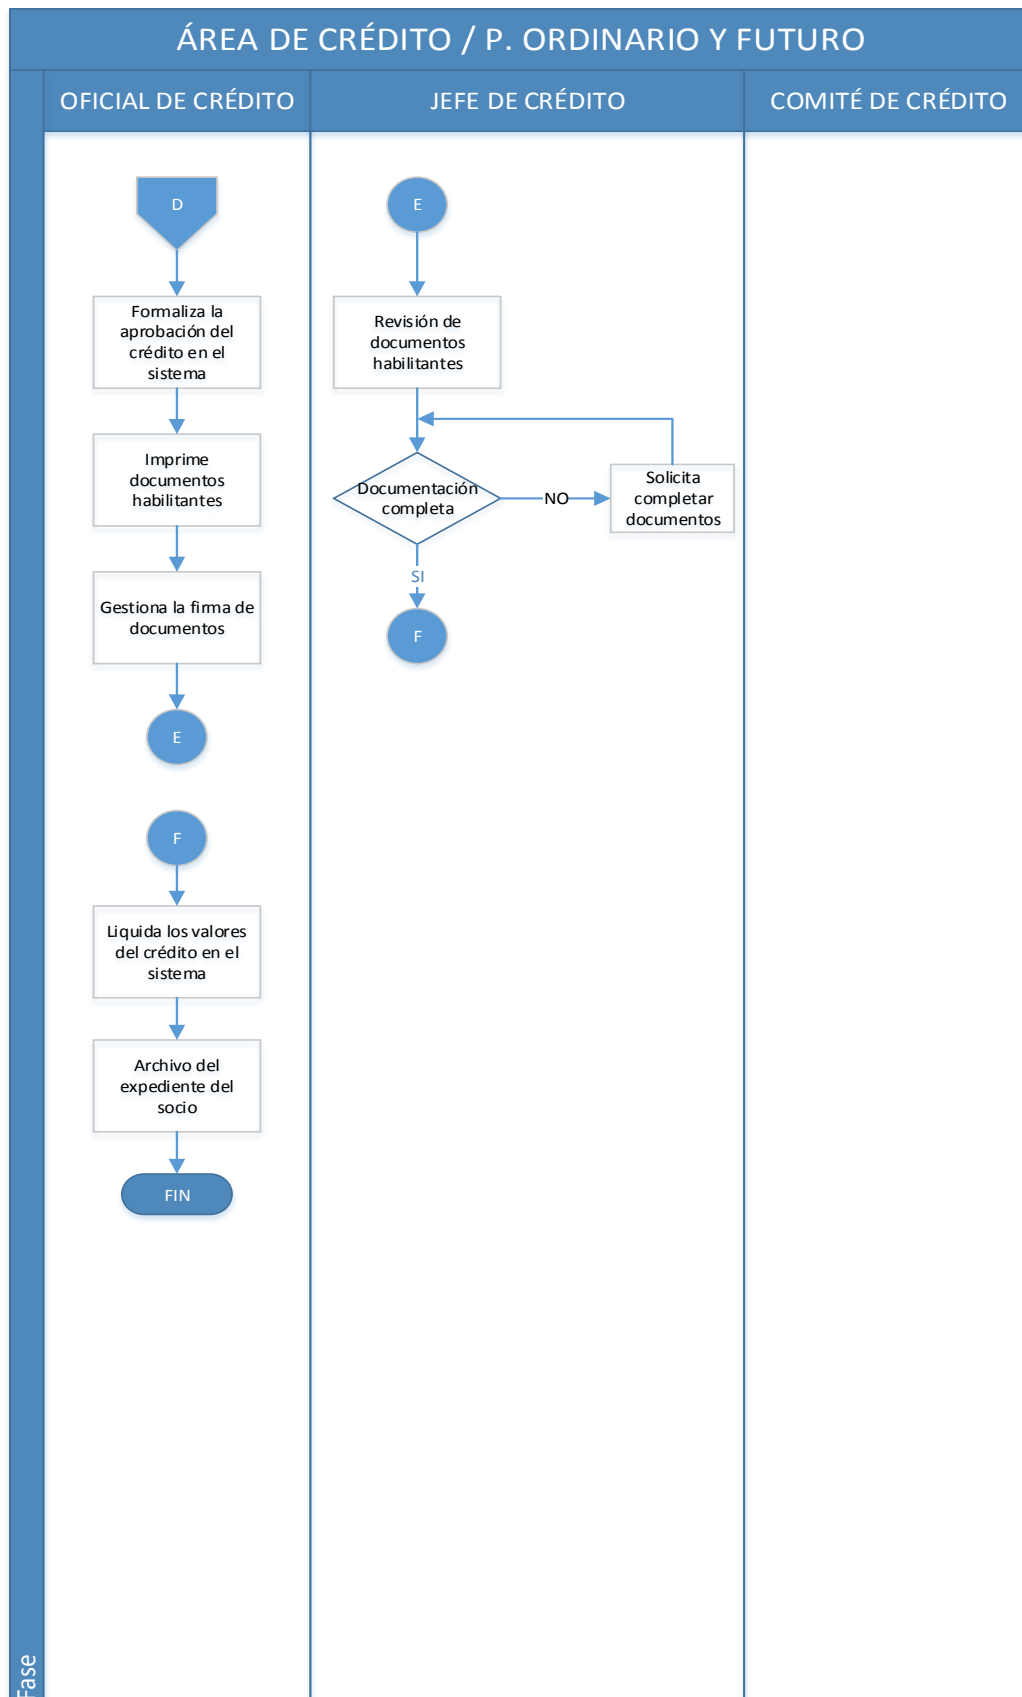 ÁREA DE CRÉDITO / P. ORDINARIO Y FUTURO
OFICIAL DE CRÉDITO
JEFE DE CRÉDITO
COMITÉ DE CRÉDITO
D
Formaliza la
aprobación del
crédito en el
sistema
Imprime
documentos
habilitantes
Gestiona la firma de
documentos
E
F
Liquida los valores
del crédito en el
sistema
Archivo del
expediente del
socio
FIN
E
Revisión de
documentos
habilitantes
Documentación
completa
NO
Solicita
completar
documentos
SI
F
Fase